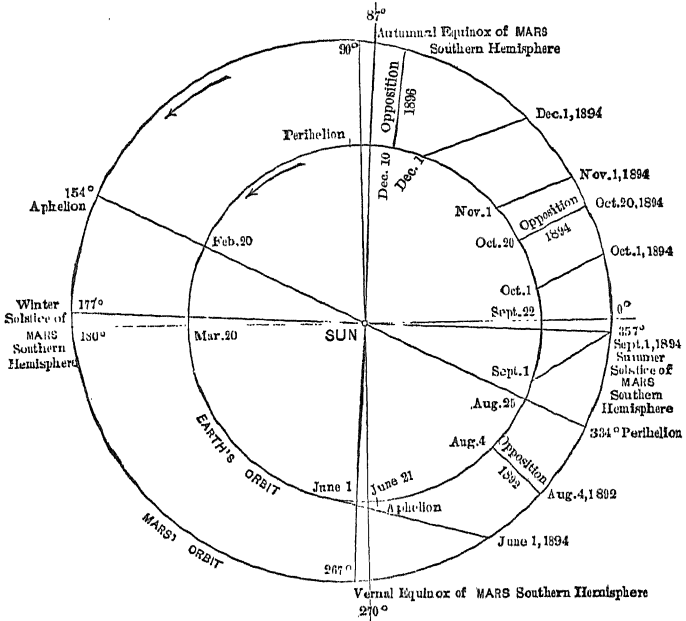 87°
Autumnal Equinox of MARS
Southern Hemisphere
90°
Opposition
1896
Dec. 1, 1894
Perihelion
Dec. 10
Dec. 1
Nov. 1, 1894
154°
Aphelion
Oct. 20, 1894
Nov. 1
Opposition
1894
Feb. 20
Oct. 20
Oct. 1, 1894
Oct. 1
Winter
Solstice of
MARS
Southern
Hemisphere
177°
180°
Mar. 20
SUN
Sept. 22
0°
357°
Sept. 1, 1894
Summer
Solstice of
MARS
Southern
Hemisphere
Sept. 1
Aug. 25
334° Perihelion
EARTH'S ORBIT
Aug. 4
Opposition
1892
Aug. 4, 1892
June 1
June 21
Aphelion
MARS' ORBIT
June 1, 1894
267°
Vernal Equinox of MARS Southern Hemisphere
270°